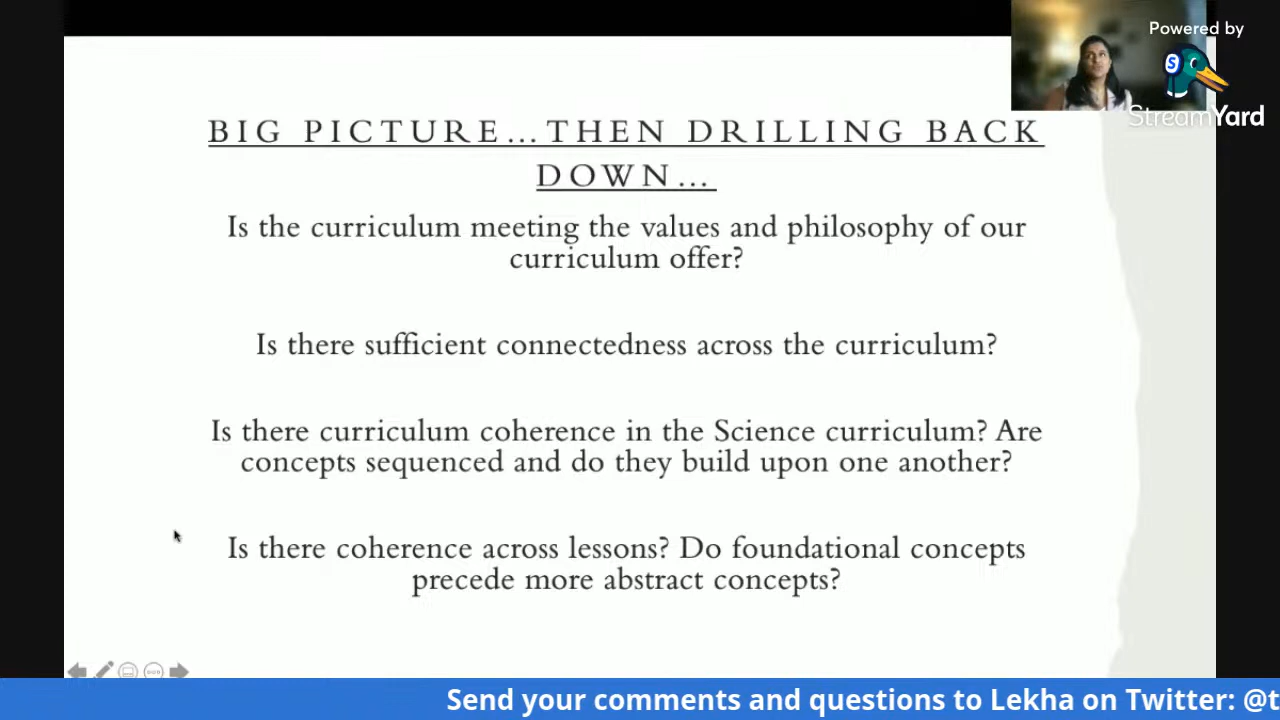 Powered by
StreamYard
BIG PICTURE...THEN DRILLING BACK
DOWN...
Is the curriculum meeting the values and philosophy of our
curriculum offer?
Is there sufficient connectedness across the curriculum?
Is there curriculum coherence in the Science curriculum? Are
concepts sequenced and do they build upon one another?
Is there coherence across lessons? Do foundational concepts
precede more abstract concepts?
Send your comments and questions to Lekha on Twitter: @t